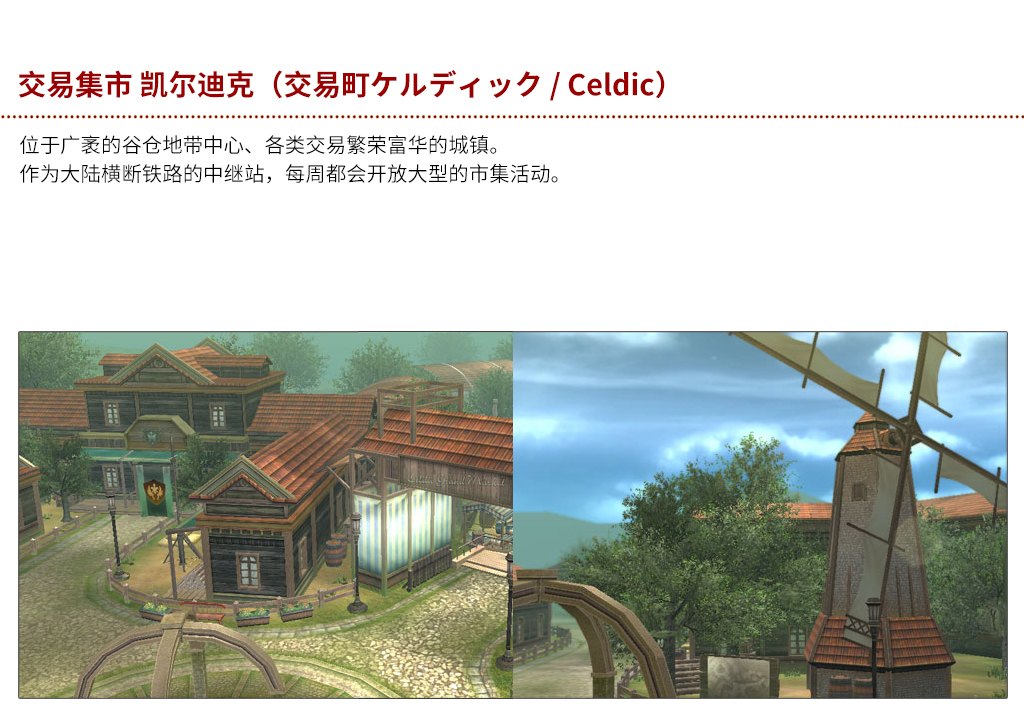 交易集市 凯尔迪克（交易町ケルディック / Celdic）
位于广袤的谷仓地带中心、各类交易繁荣富华的城镇。
作为大陆横断铁路的中继站，每周都会开放大型的市集活动。